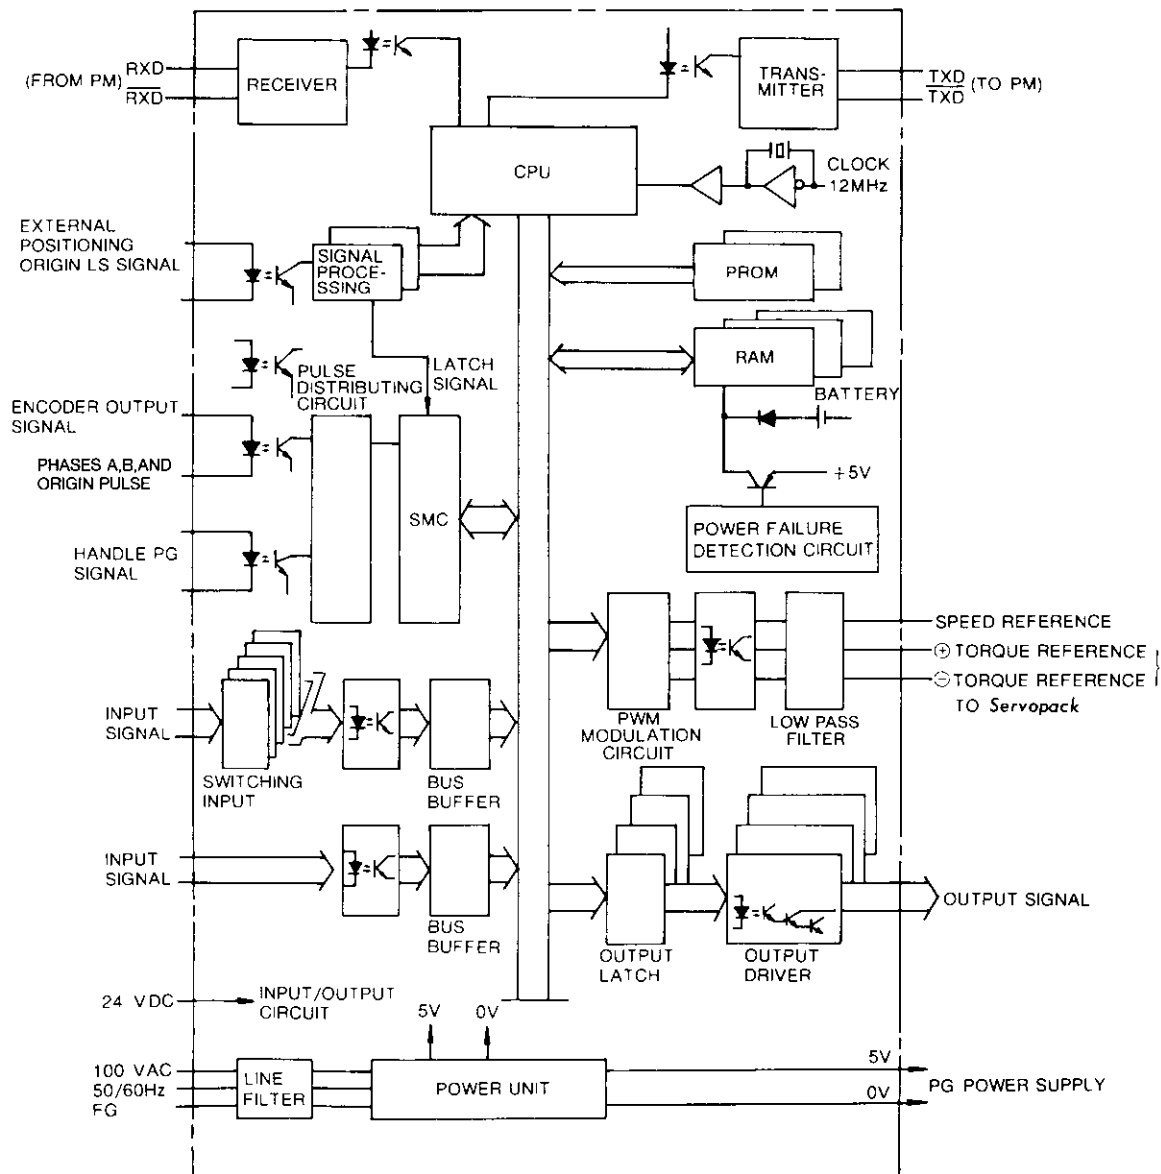 (FROM PM)
RXD
RXD
RECEIVER
TRANS-
MITTER
TXD
TXD
(TO PM)
CPU
CLOCK
12MHz
EXTERNAL
POSITIONING
ORIGIN LS SIGNAL
SIGNAL
PROCE-
SSING
PROM
RAM
BATTERY
PULSE
DISTRIBUTING
CIRCUIT
LATCH
SIGNAL
ENCODER OUTPUT
SIGNAL
PHASES A,B,AND
ORIGIN PULSE
SMC
+5V
POWER FAILURE
DETECTION CIRCUIT
HANDLE PG
SIGNAL
SPEED REFERENCE
⊕ TORQUE REFERENCE
⊖ TORQUE REFERENCE
TO Servopack
INPUT
SIGNAL
SWITCHING
INPUT
BUS
BUFFER
PWM
MODULATION
CIRCUIT
LOW PASS
FILTER
INPUT
SIGNAL
BUS
BUFFER
OUTPUT
LATCH
OUTPUT
DRIVER
OUTPUT SIGNAL
24 VDC
INPUT/OUTPUT
CIRCUIT
5V
0V
100 VAC
50/60Hz
FG
LINE
FILTER
POWER UNIT
5V
0V
PG POWER SUPPLY